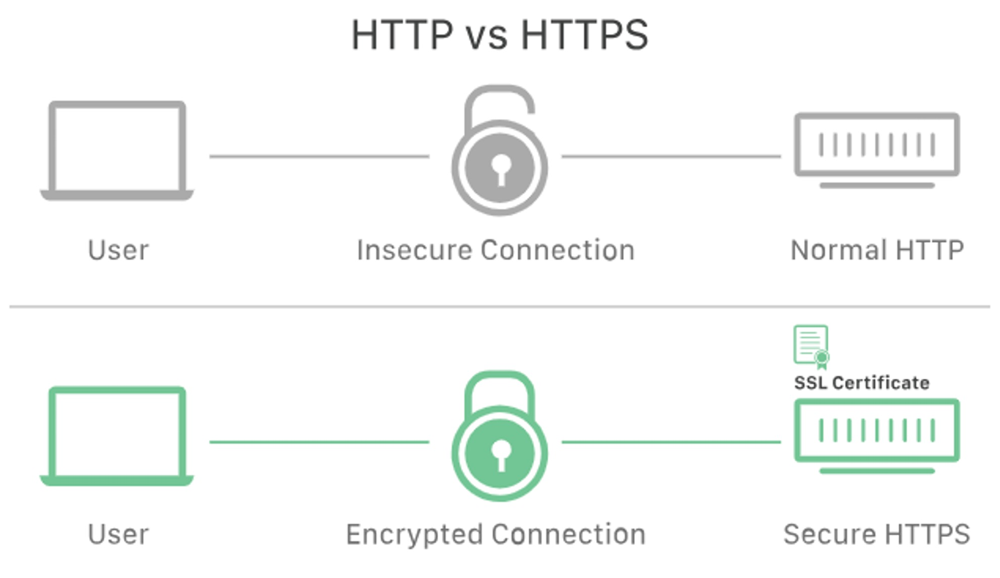 HTTP vs HTTPS
User
Insecure Connection
Normal HTTP
SSL Certificate
User
Encrypted Connection
Secure HTTPS